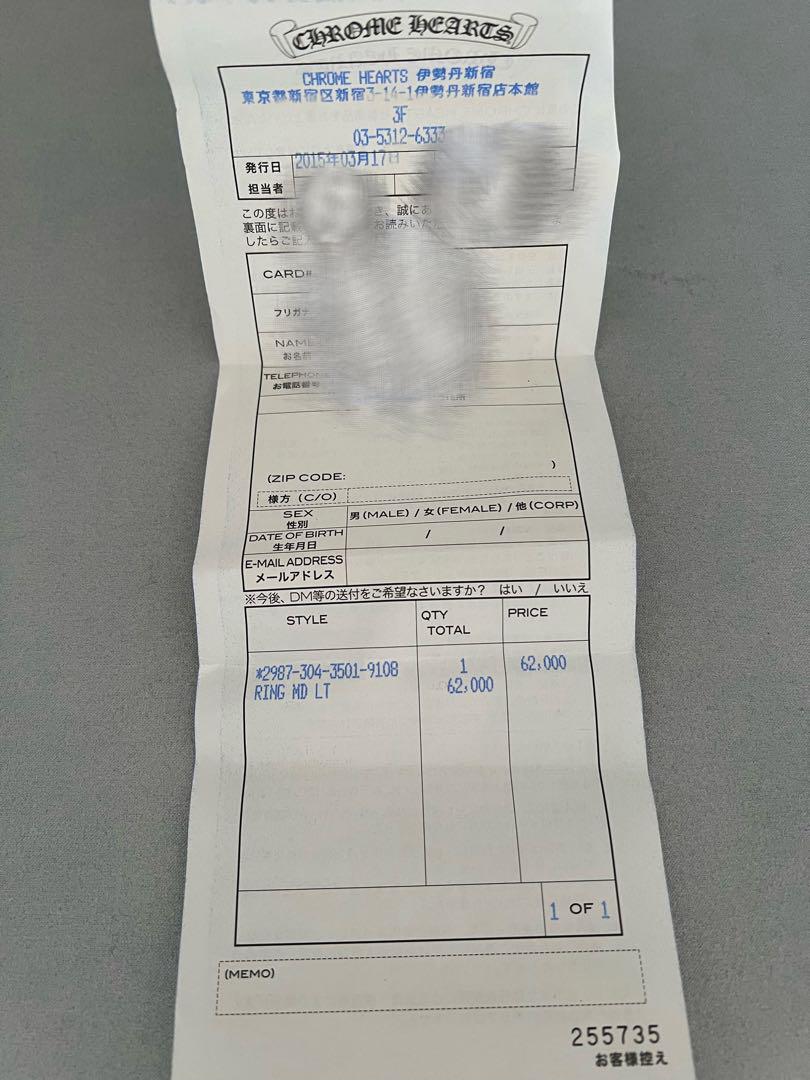 CHROME HEARTS
CHROME HEARTS 伊勢丹新宿
東京都新宿区新宿3-14-1伊勢丹新宿店本館
3F
03-5312-6333
発行日 2015年03月17日
担当者
この度は 誠に
裏面に記載 お読みいた
したらご記入
CARD#
フリガナ
NAME
お名前
TELEPHONE
お電話番号
(ZIP CODE: )
様方 (C/O)
SEX 男(MALE) / 女(FEMALE) / 他(CORP)
性別
DATE OF BIRTH / /
生年月日
E-MAIL ADDRESS
メールアドレス
※今後、DM等の送付をご希望なさいますか? はい / いいえ
STYLE QTY PRICE
TOTAL
*2987-304-3501-9108 1 62,000
RING MD LT 62,000
1 OF 1
(MEMO)
255735
お客様控え